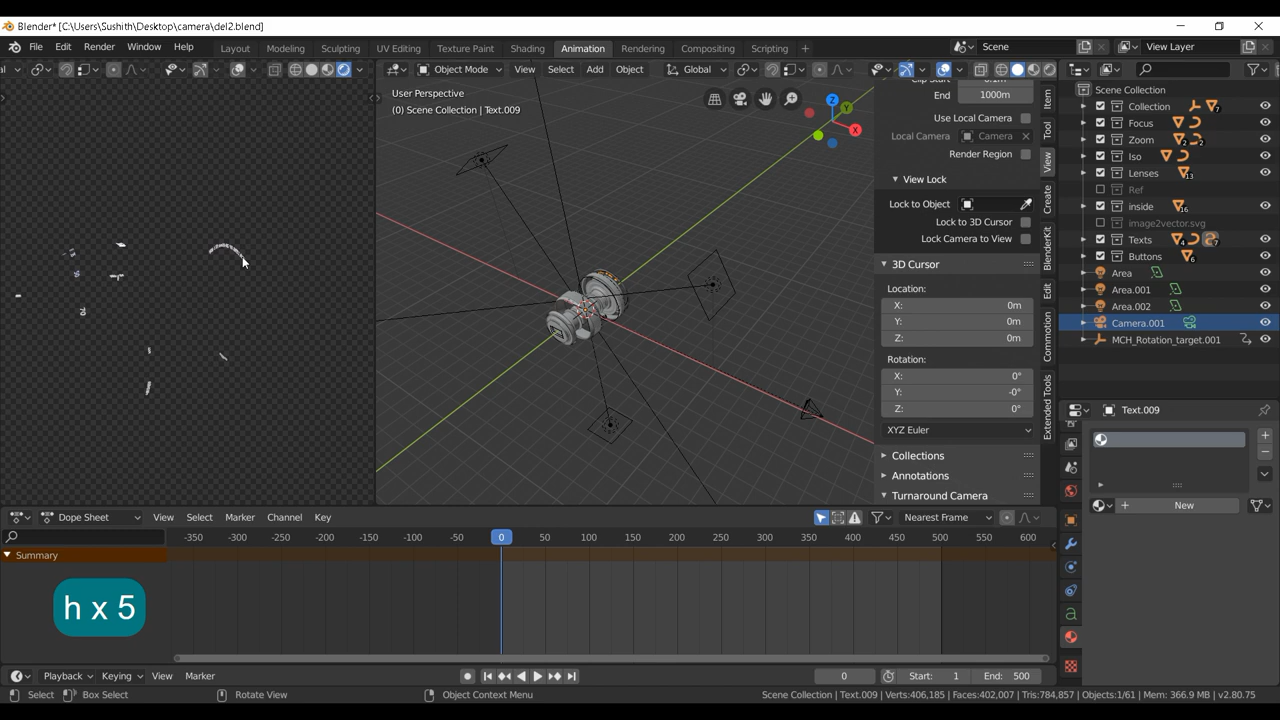 Blender* [C:\Users\Sushith\Desktop\camera\del2.blend]
File Edit Render Window Help Layout Modeling Sculpting UV Editing Texture Paint Shading Animation Rendering Compositing Scripting + Scene View Layer
Object Mode View Select Add Object Global
User Perspective
(0) Scene Collection | Text.009
Z
Y
X
End 1000m
Use Local Camera
Local Camera Camera
Render Region
View Lock
Lock to Object
Lock to 3D Cursor
Lock Camera to View
3D Cursor
Location:
X: 0m
Y: 0m
Z: 0m
Rotation:
X: 0°
Y: -0°
Z: 0°
XYZ Euler
Collections
Annotations
Turnaround Camera
Item
Tool
View
Create
BlenderKit
Edit
Commotion
Extended Tools
Scene Collection
Collection 7
Focus
Zoom 2 2
Iso
Lenses 13
Ref
inside 16
image2vector.svg
Texts 4 7
Buttons 6
Area
Area.001
Area.002
Camera.001
MCH_Rotation_target.001
Text.009
New
Dope Sheet View Select Marker Channel Key Nearest Frame
-350 -300 -250 -200 -150 -100 -50 0 50 100 150 200 250 300 350 400 450 500 550 600
Summary
h x 5
Playback Keying View Marker 0 Start: 1 End: 500
Select Box Select Rotate View Object Context Menu Scene Collection | Text.009 | Verts:406,185 | Faces:402,007 | Tris:784,857 | Objects:1/61 | Mem: 366.9 MB | v2.80.75